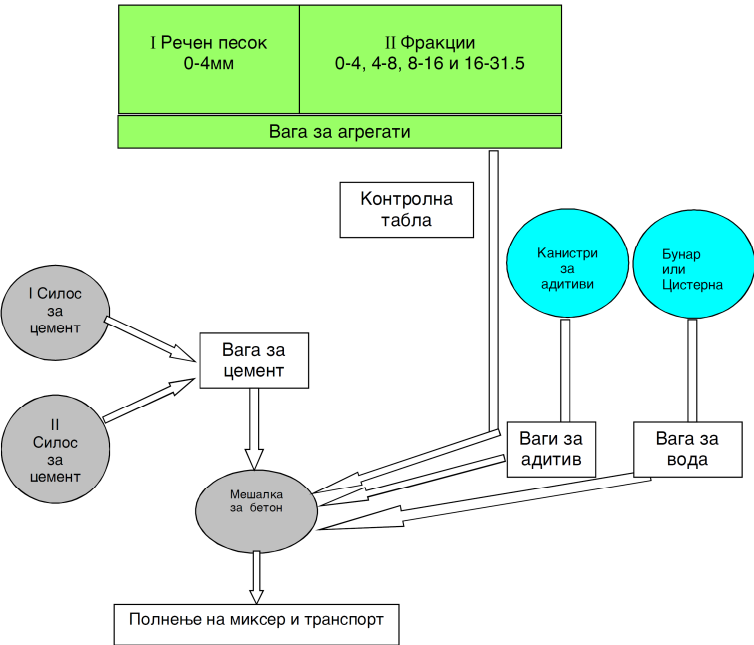 I Речен песок
0-4мм
II Фракции
0-4, 4-8, 8-16 и 16-31.5
Вага за агрегати
Контролна
табла
Канистри
за
адитиви
Бунар
или
Цистерна
I Силос
за
цемент
Вага за
цемент
II
Силос
за
цемент
Ваги за
адитив
Вага за
вода
Мешалка
за бетон
Полнење на миксер и транспорт